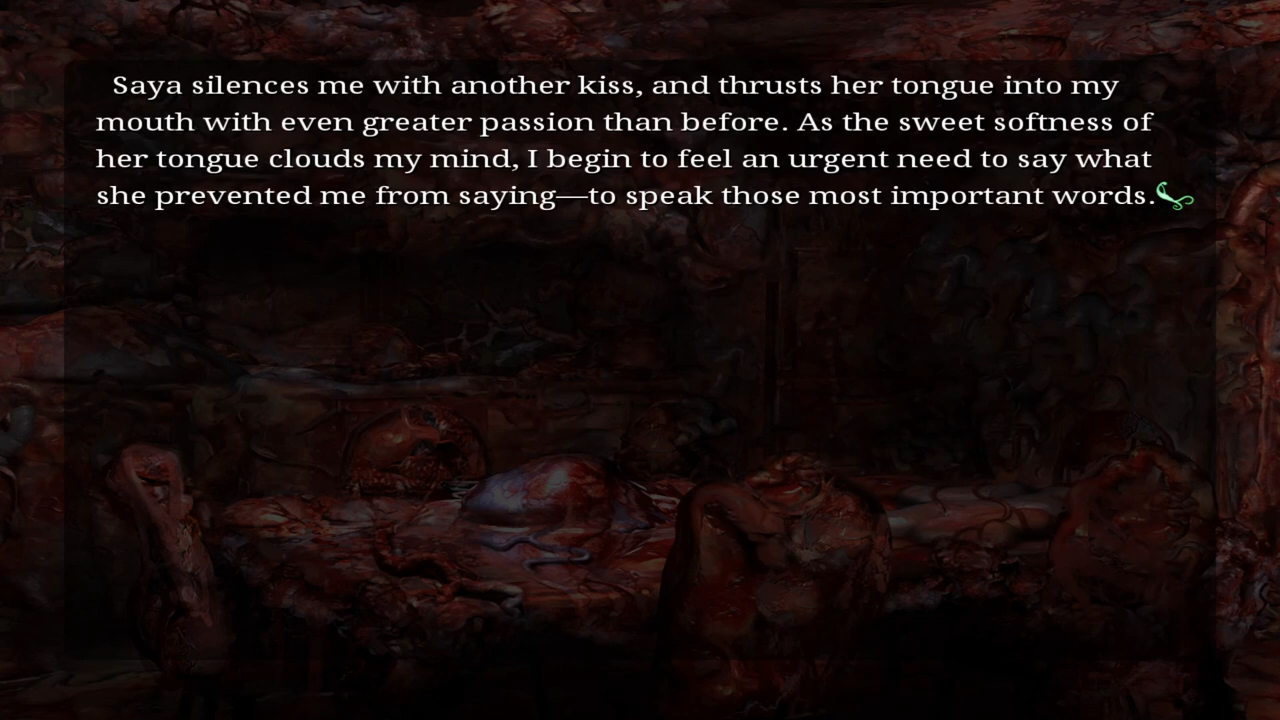 Saya silences me with another kiss, and thrusts her tongue into my
mouth with even greater passion than before. As the sweet softness of
her tongue clouds my mind, I begin to feel an urgent need to say what
she prevented me from saying—to speak those most important words.